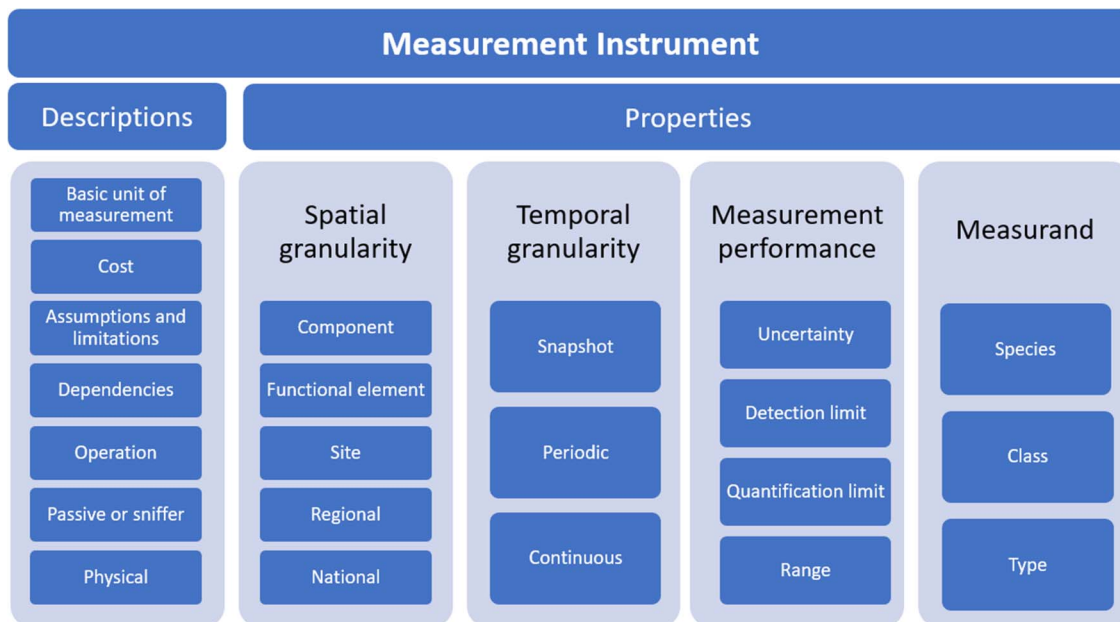 Measurement Instrument
Descriptions
Properties
Basic unit of
measurement
Cost
Assumptions and
limitations
Dependencies
Operation
Passive or sniffer
Physical
Spatial
granularity
Component
Functional element
Site
Regional
National
Temporal
granularity
Snapshot
Periodic
Continuous
Measurement
performance
Uncertainty
Detection limit
Quantification limit
Range
Measurand
Species
Class
Type